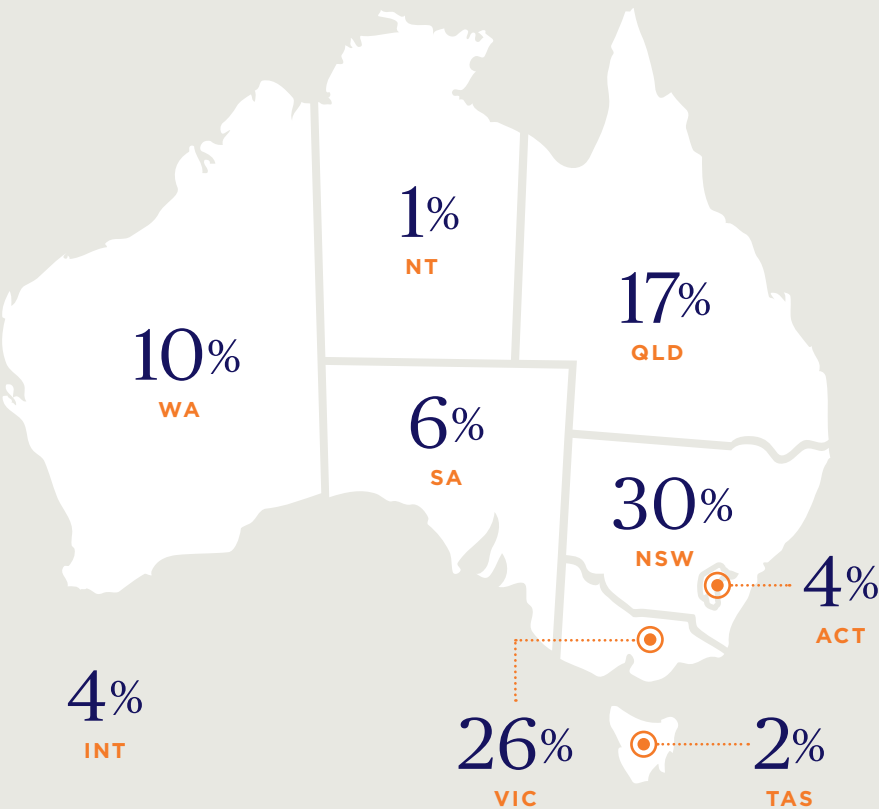 1%
NT
17%
QLD
10%
WA
6%
SA
30%
NSW
4%
ACT
4%
INT
26%
VIC
2%
TAS